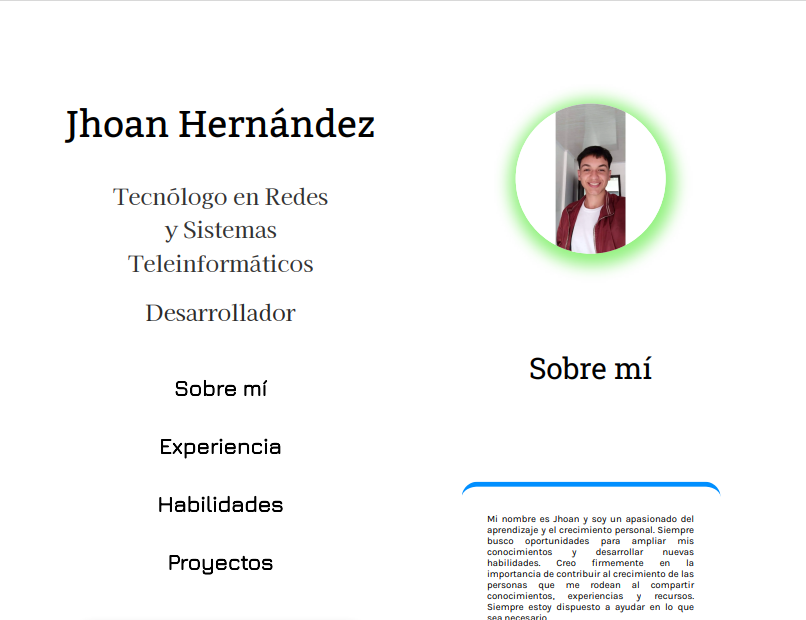 Jhoan Hernández
Tecnólogo en Redes
y Sistemas
Teleinformáticos
Desarrollador
Sobre mí
Experiencia
Habilidades
Proyectos
Sobre mí
Mi nombre es Jhoan y soy un apasionado del
aprendizaje y el crecimiento personal. Siempre
busco oportunidades para ampliar mis
conocimientos y desarrollar nuevas
habilidades. Creo firmemente en la
importancia de contribuir al crecimiento de las
personas que me rodean al compartir
conocimientos, experiencias y recursos.
Siempre estoy dispuesto a ayudar en lo que
sea necesario.